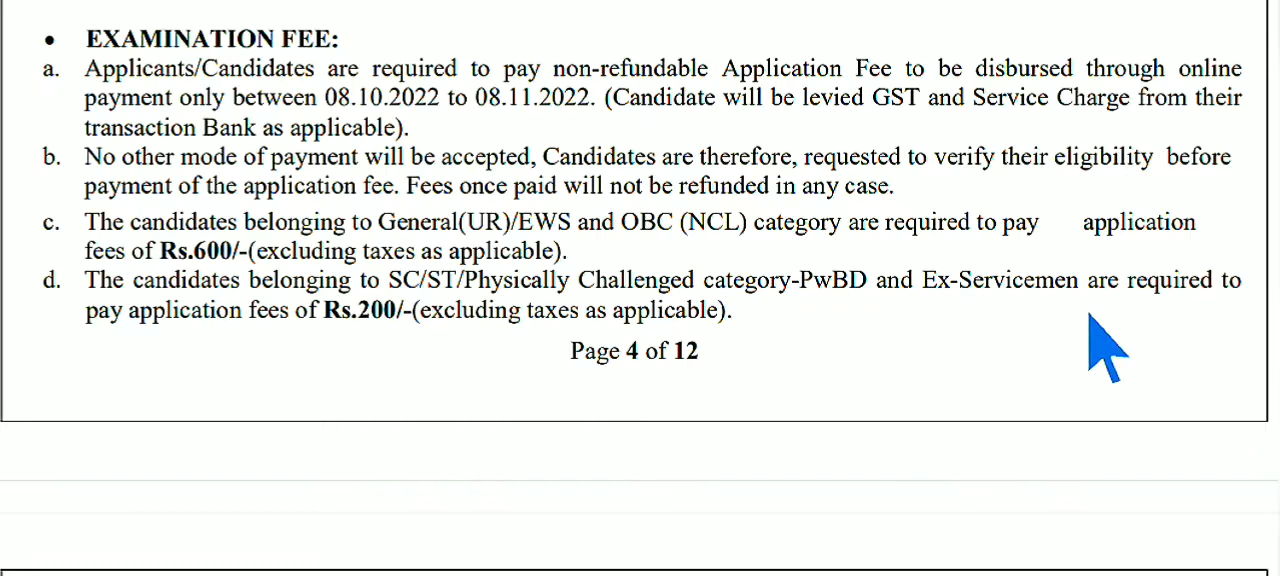 • EXAMINATION FEE:
a. Applicants/Candidates are required to pay non-refundable Application Fee to be disbursed through online
payment only between 08.10.2022 to 08.11.2022. (Candidate will be levied GST and Service Charge from their
transaction Bank as applicable).
b. No other mode of payment will be accepted, Candidates are therefore, requested to verify their eligibility before
payment of the application fee. Fees once paid will not be refunded in any case.
c. The candidates belonging to General(UR)/EWS and OBC (NCL) category are required to pay application
fees of Rs.600/-(excluding taxes as applicable).
d. The candidates belonging to SC/ST/Physically Challenged category-PwBD and Ex-Servicemen are required to
pay application fees of Rs.200/-(excluding taxes as applicable).
Page 4 of 12